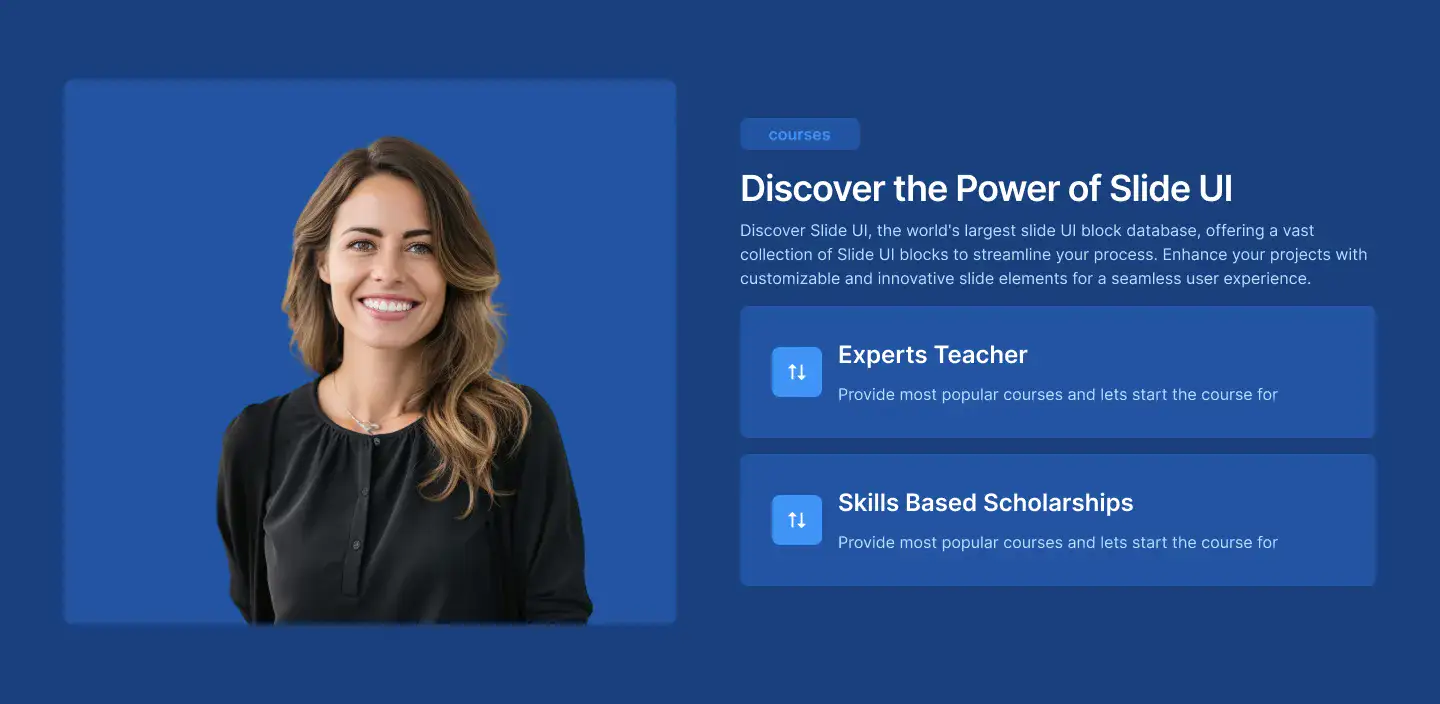 courses
Discover the Power of Slide UI
Discover Slide UI, the world's largest slide UI block database, offering a vast
collection of Slide UI blocks to streamline your process. Enhance your projects with
customizable and innovative slide elements for a seamless user experience.
Experts Teacher
Provide most popular courses and lets start the course for
Skills Based Scholarships
Provide most popular courses and lets start the course for